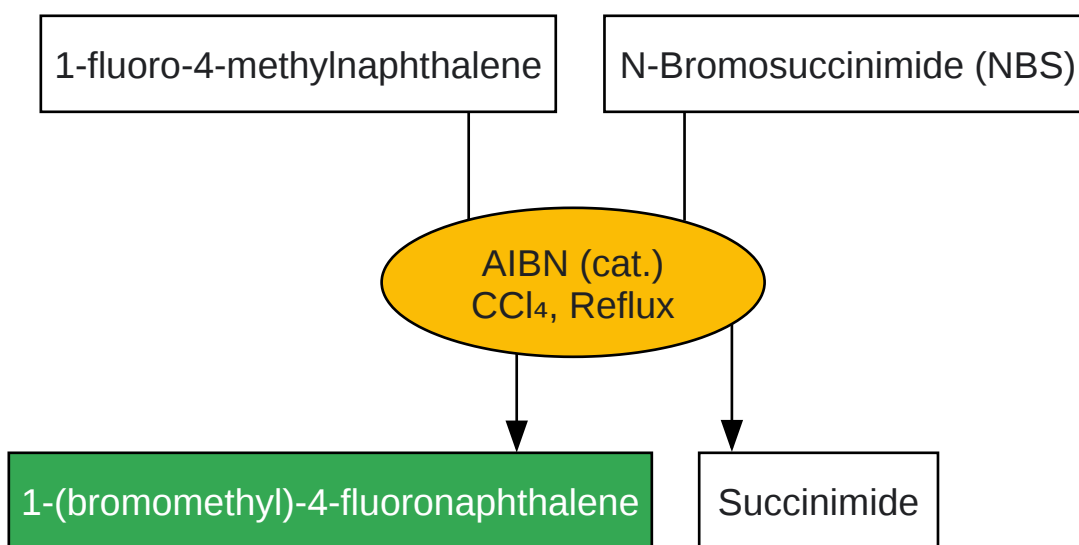 1-fluoro-4-methylnaphthalene
N-Bromosuccinimide (NBS)
AIBN (cat.)
CCl₄, Reflux
1-(bromomethyl)-4-fluoronaphthalene
Succinimide